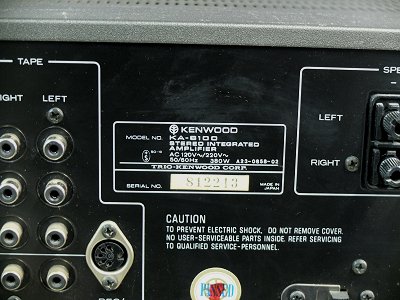 TAPE
RIGHT LEFT
KENWOOD
MODEL NO. KA-8100
STEREO INTEGRATED
AMPLIFIER
AC 120V~/220V~
50/60Hz 380W A23-0858-02
TRIO-KENWOOD CORP.
SERIAL NO. 812213
MADE IN
JAPAN
LEFT
RIGHT
CAUTION
TO PREVENT ELECTRIC SHOCK, DO NOT REMOVE COVER.
NO USER-SERVICEABLE PARTS INSIDE. REFER SERVICING
TO QUALIFIED SERVICE-PERSONNEL.